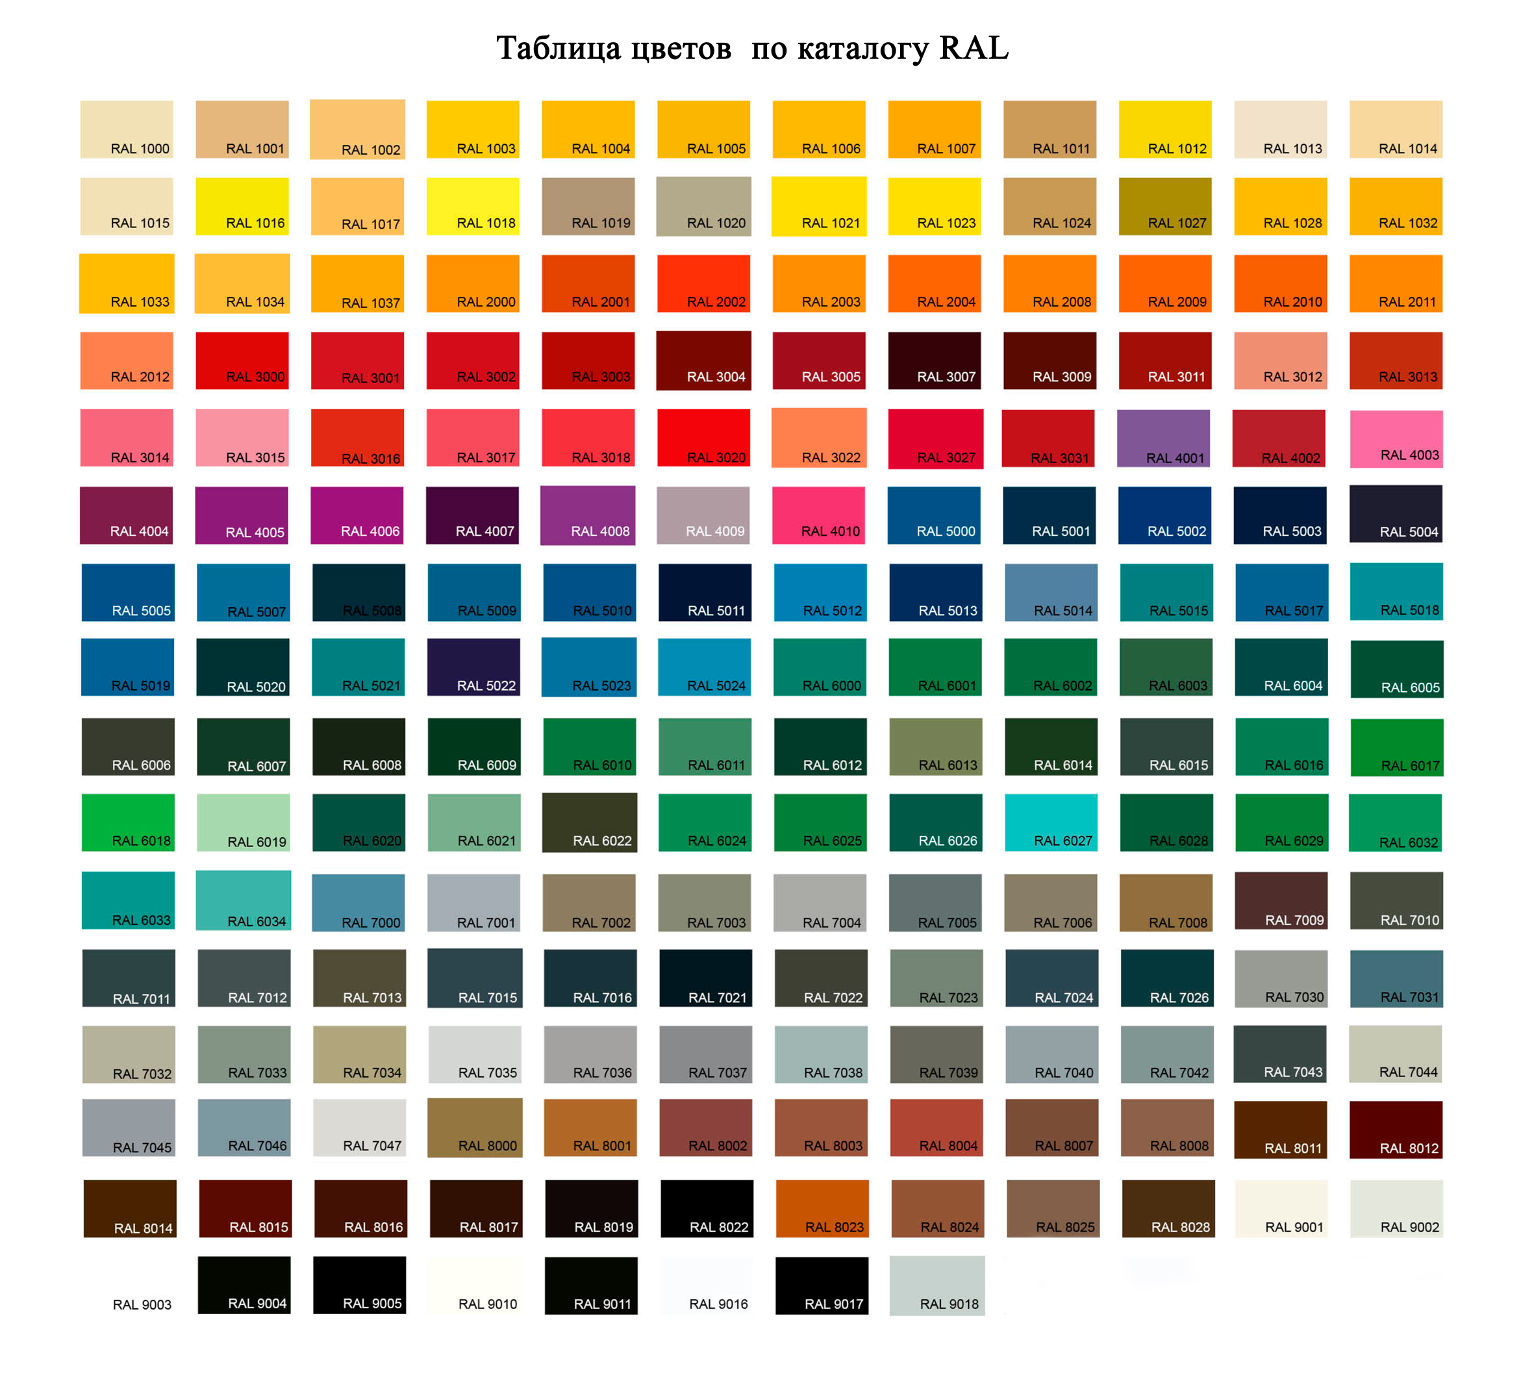 Таблица цветов по каталогу RAL
RAL 1000 RAL 1001 RAL 1002 RAL 1003 RAL 1004 RAL 1005 RAL 1006 RAL 1007 RAL 1011 RAL 1012 RAL 1013 RAL 1014
RAL 1015 RAL 1016 RAL 1017 RAL 1018 RAL 1019 RAL 1020 RAL 1021 RAL 1023 RAL 1024 RAL 1027 RAL 1028 RAL 1032
RAL 1033 RAL 1034 RAL 1037 RAL 2000 RAL 2001 RAL 2002 RAL 2003 RAL 2004 RAL 2008 RAL 2009 RAL 2010 RAL 2011
RAL 2012 RAL 3000 RAL 3001 RAL 3002 RAL 3003 RAL 3004 RAL 3005 RAL 3007 RAL 3009 RAL 3011 RAL 3012 RAL 3013
RAL 3014 RAL 3015 RAL 3016 RAL 3017 RAL 3018 RAL 3020 RAL 3022 RAL 3027 RAL 3031 RAL 4001 RAL 4002 RAL 4003
RAL 4004 RAL 4005 RAL 4006 RAL 4007 RAL 4008 RAL 4009 RAL 4010 RAL 5000 RAL 5001 RAL 5002 RAL 5003 RAL 5004
RAL 5005 RAL 5007 RAL 5008 RAL 5009 RAL 5010 RAL 5011 RAL 5012 RAL 5013 RAL 5014 RAL 5015 RAL 5017 RAL 5018
RAL 5019 RAL 5020 RAL 5021 RAL 5022 RAL 5023 RAL 5024 RAL 6000 RAL 6001 RAL 6002 RAL 6003 RAL 6004 RAL 6005
RAL 6006 RAL 6007 RAL 6008 RAL 6009 RAL 6010 RAL 6011 RAL 6012 RAL 6013 RAL 6014 RAL 6015 RAL 6016 RAL 6017
RAL 6018 RAL 6019 RAL 6020 RAL 6021 RAL 6022 RAL 6024 RAL 6025 RAL 6026 RAL 6027 RAL 6028 RAL 6029 RAL 6032
RAL 6033 RAL 6034 RAL 7000 RAL 7001 RAL 7002 RAL 7003 RAL 7004 RAL 7005 RAL 7006 RAL 7008 RAL 7009 RAL 7010
RAL 7011 RAL 7012 RAL 7013 RAL 7015 RAL 7016 RAL 7021 RAL 7022 RAL 7023 RAL 7024 RAL 7026 RAL 7030 RAL 7031
RAL 7032 RAL 7033 RAL 7034 RAL 7035 RAL 7036 RAL 7037 RAL 7038 RAL 7039 RAL 7040 RAL 7042 RAL 7043 RAL 7044
RAL 7045 RAL 7046 RAL 7047 RAL 8000 RAL 8001 RAL 8002 RAL 8003 RAL 8004 RAL 8007 RAL 8008 RAL 8011 RAL 8012
RAL 8014 RAL 8015 RAL 8016 RAL 8017 RAL 8019 RAL 8022 RAL 8023 RAL 8024 RAL 8025 RAL 8028 RAL 9001 RAL 9002
RAL 9003 RAL 9004 RAL 9005 RAL 9010 RAL 9011 RAL 9016 RAL 9017 RAL 9018